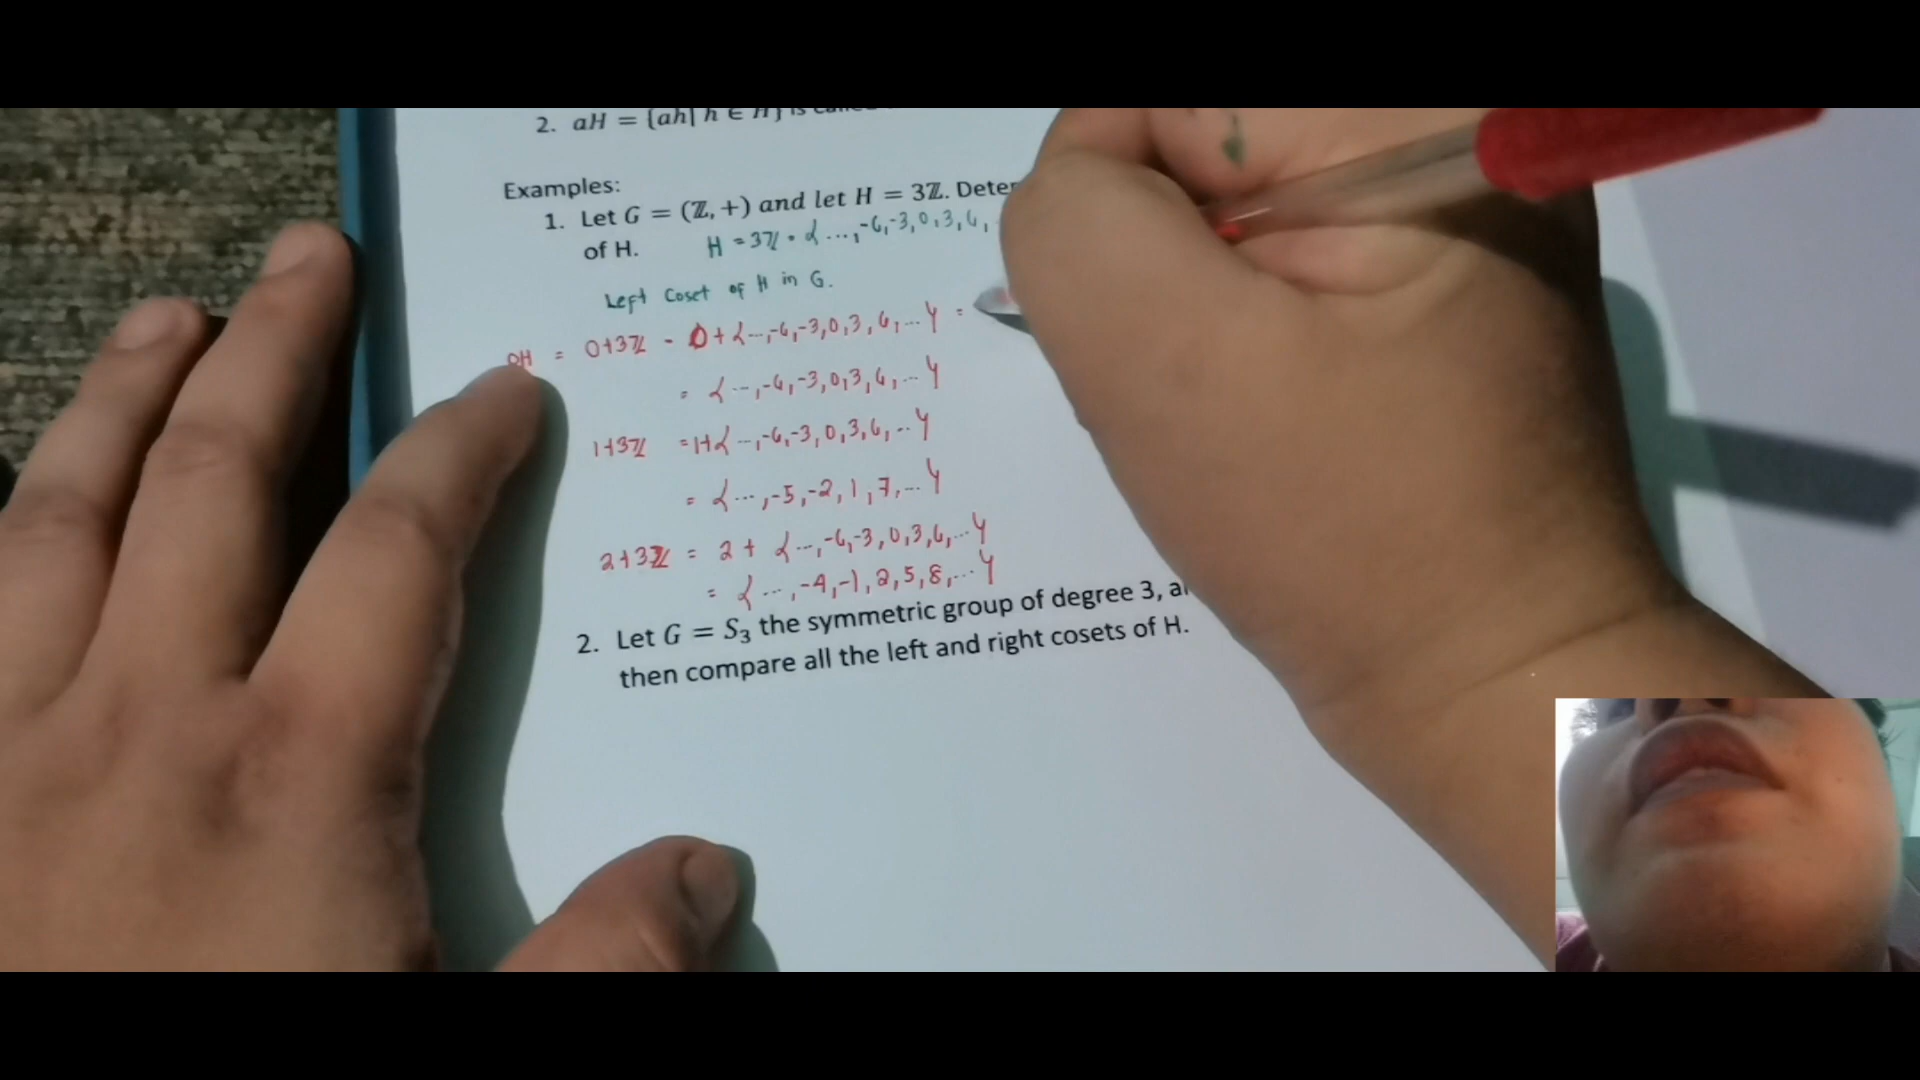 2. aH = {ah| h ∈ H} is
Examples:
1. Let G = (ℤ, +) and let H = 3ℤ.
of H. H = 3ℤ = {..., -6, -3, 0, 3, 6,
Left Coset of H in G.
0H = 0+3ℤ = 0+{..., -6, -3, 0, 3, 6, ...} =
= {..., -6, -3, 0, 3, 6, ...}
1+3ℤ = 1+{..., -6, -3, 0, 3, 6, ...}
= {..., -5, -2, 1, 7, ...}
2+3ℤ = 2+ {..., -6, -3, 0, 3, 6, ...}
= {..., -4, -1, 2, 5, 8, ...}
2. Let G = S₃ the symmetric group of degree 3,
then compare all the left and right cosets of H.